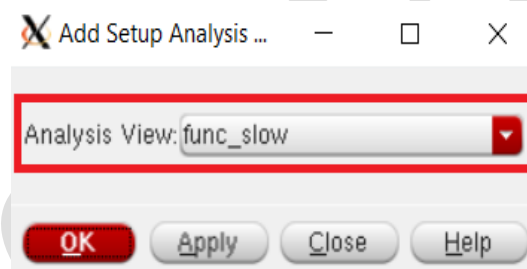 Add Setup Analysis ...
Analysis View: func_slow
OK Apply Close Help